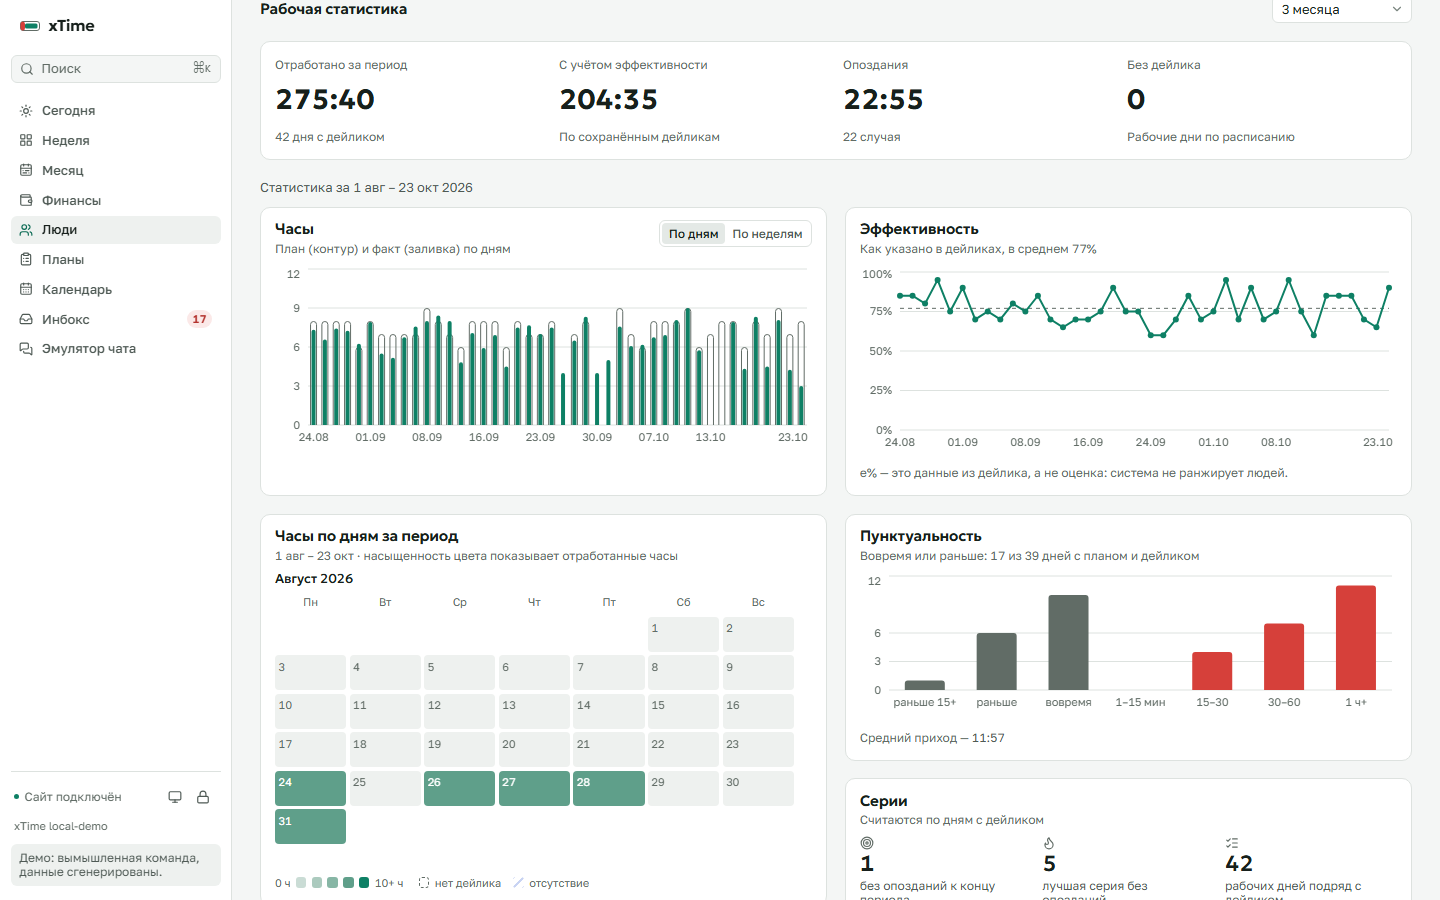 xTime
Поиск
⌘K
Сегодня
Неделя
Месяц
Финансы
Люди
Планы
Календарь
Инбокс
17
Эмулятор чата
Сайт подключён
xTime local-demo
Демо: вымышленная команда,
данные сгенерированы.
Рабочая статистика
3 месяца
Отработано за период
275:40
42 дня с дейликом
С учётом эффективности
204:35
По сохранённым дейликам
Опоздания
22:55
22 случая
Без дейлика
0
Рабочие дни по расписанию
Статистика за 1 авг – 23 окт 2026
Часы
План (контур) и факт (заливка) по дням
По дням
По неделям
12
9
6
3
0
24.08 01.09 08.09 16.09 23.09 30.09 07.10 13.10 23.10
Эффективность
Как указано в дейликах, в среднем 77%
100%
75%
50%
25%
0%
24.08 01.09 08.09 16.09 24.09 01.10 08.10 23.10
e% — это данные из дейлика, а не оценка: система не ранжирует людей.
Часы по дням за период
1 авг – 23 окт · насыщенность цвета показывает отработанные часы
Август 2026
Пн Вт Ср Чт Пт Сб Вс
1 2
3 4 5 6 7 8 9
10 11 12 13 14 15 16
17 18 19 20 21 22 23
24 25 26 27 28 29 30
31
0 ч 10+ ч нет дейлика отсутствие
Пунктуальность
Вовремя или раньше: 17 из 39 дней с планом и дейликом
12
6
3
0
раньше 15+ раньше вовремя 1–15 мин 15–30 30–60 1 ч+
Средний приход — 11:57
Серии
Считаются по дням с дейликом
1
без опозданий к концу
периода
5
лучшая серия без
опозданий
42
рабочих дней подряд с
дейликом